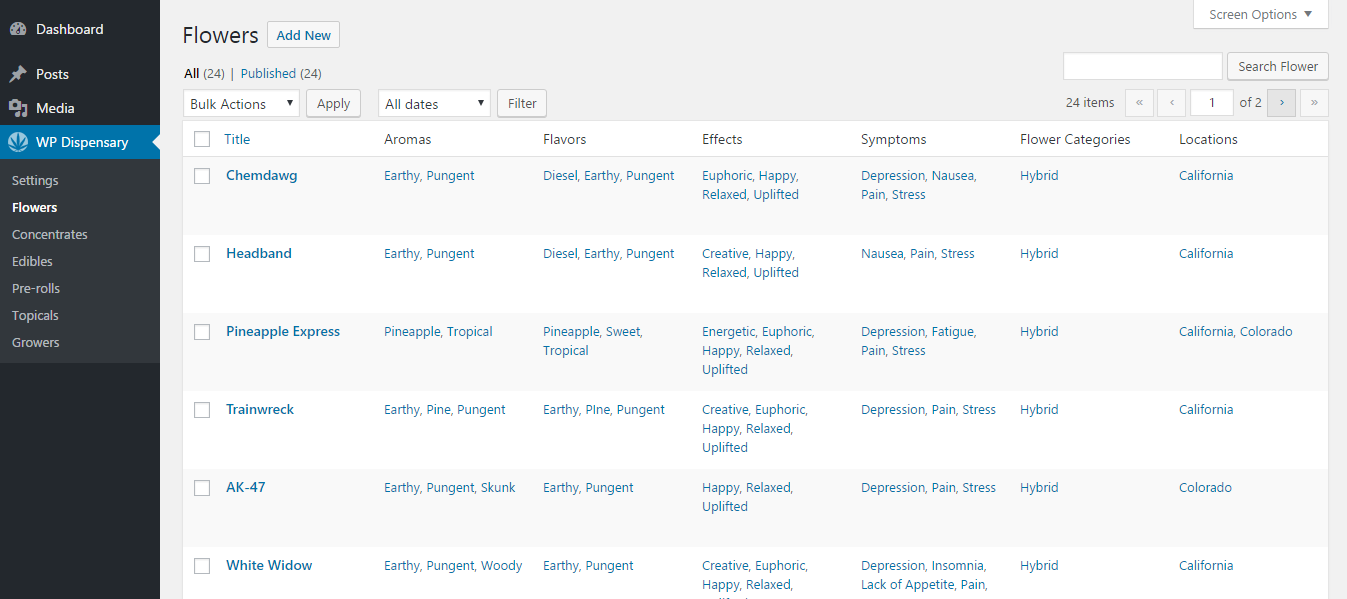 Screen Options ▼
Dashboard
Posts
Media
WP Dispensary
Settings
Flowers
Concentrates
Edibles
Pre-rolls
Topicals
Growers
Flowers Add New
All (24) | Published (24)
Search Flower
Bulk Actions ▼ Apply All dates ▼ Filter
24 items « ‹ 1 of 2 › »
Title Aromas Flavors Effects Symptoms Flower Categories Locations
Chemdawg Earthy, Pungent Diesel, Earthy, Pungent Euphoric, Happy, Depression, Nausea, Hybrid California
Relaxed, Uplifted Pain, Stress
Headband Earthy, Pungent Diesel, Earthy, Pungent Creative, Happy, Nausea, Pain, Stress Hybrid California
Relaxed, Uplifted
Pineapple Express Pineapple, Tropical Pineapple, Sweet, Energetic, Euphoric, Depression, Fatigue, Hybrid California, Colorado
Tropical Happy, Relaxed, Pain, Stress
Uplifted
Trainwreck Earthy, Pine, Pungent Earthy, PIne, Pungent Creative, Euphoric, Depression, Pain, Stress Hybrid California
Happy, Relaxed,
Uplifted
AK-47 Earthy, Pungent, Skunk Earthy, Pungent Happy, Relaxed, Depression, Pain, Stress Hybrid Colorado
Uplifted
White Widow Earthy, Pungent, Woody Earthy, Pungent Creative, Euphoric, Depression, Insomnia, Hybrid California
Happy, Relaxed, Lack of Appetite, Pain,